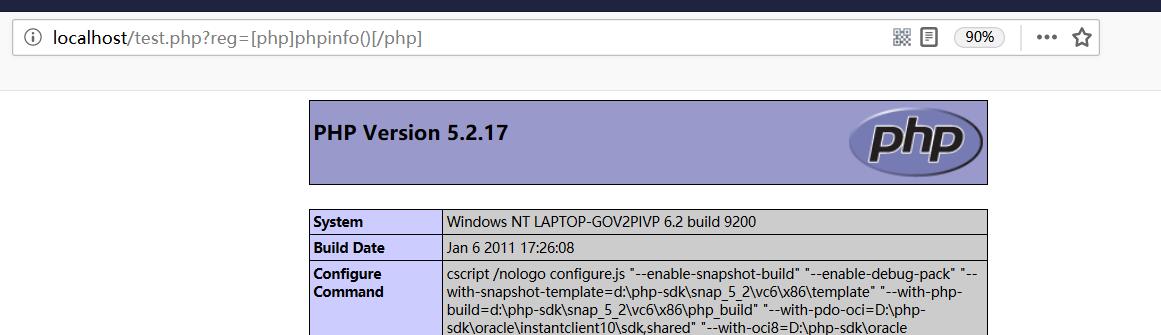 localhost/test.php?reg=[php]phpinfo()[/php]
90%
PHP Version 5.2.17
php
System
Windows NT LAPTOP-GOV2PIVP 6.2 build 9200
Build Date
Jan 6 2011 17:26:08
Configure
Command
cscript /nologo configure.js "--enable-snapshot-build" "--enable-debug-pack" "--
with-snapshot-template=d:\php-sdk\snap_5_2\vc6\x86\template" "--with-php-
build=d:\php-sdk\snap_5_2\vc6\x86\php_build" "--with-pdo-oci=D:\php-
sdk\oracle\instantclient10\sdk,shared" "--with-oci8=D:\php-sdk\oracle